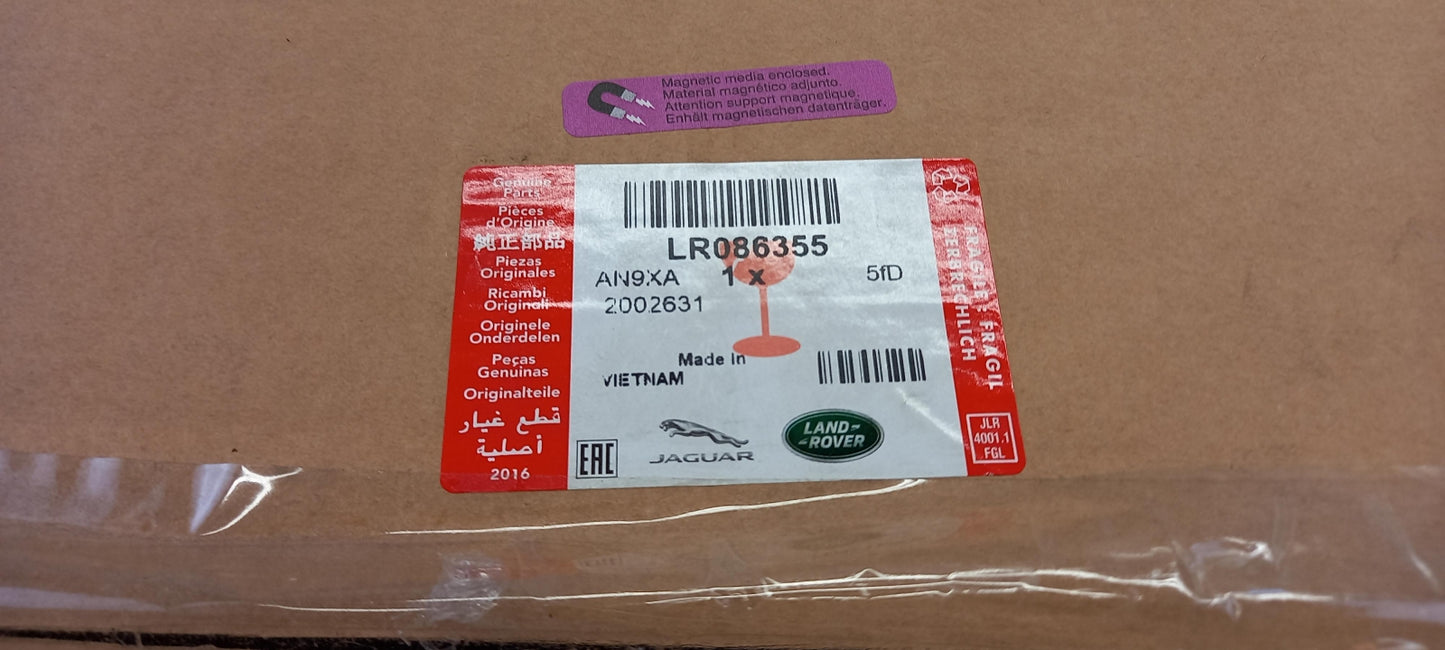 Magnetic media enclosed.
Material magnético adjunto.
Attention support magnetique.
Enhält magnetischen datenträger.
Genuine
Parts
Pièces
d'Origine
純正部品
Piezas
Originales
Ricambi
Originali
Originele
Onderdelen
Peças
Genuinas
Originalteile
قطع غيار
أصلية
2016
LR086355
AN9XA 1 x 5fD
2002631
Made In
VIETNAM
EAC
JAGUAR
LAND-
-ROVER
FRAGILE · FRAGIL
ZERBRECHLICH
JLR
4001.1
FGL